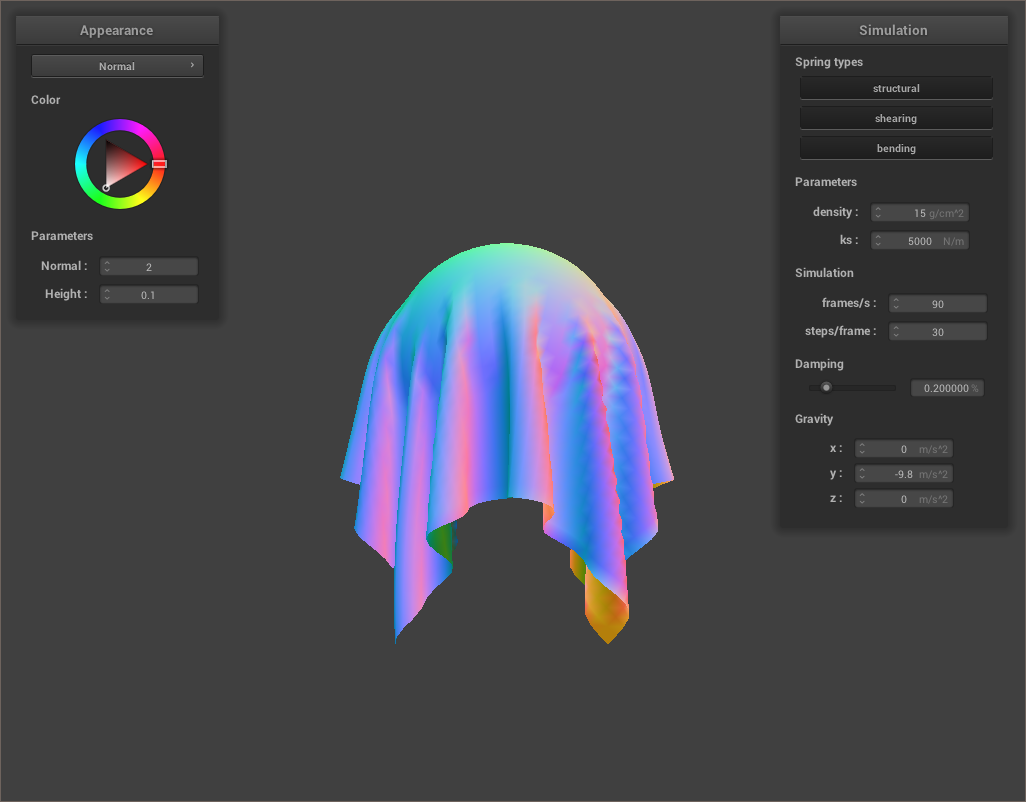 Appearance
Normal ›
Color
Parameters
Normal : 2
Height : 0.1
Simulation
Spring types
structural
shearing
bending
Parameters
density : 15 g/cm^2
ks : 5000 N/m
Simulation
frames/s : 90
steps/frame : 30
Damping
0.200000 %
Gravity
x : 0 m/s^2
y : -9.8 m/s^2
z : 0 m/s^2